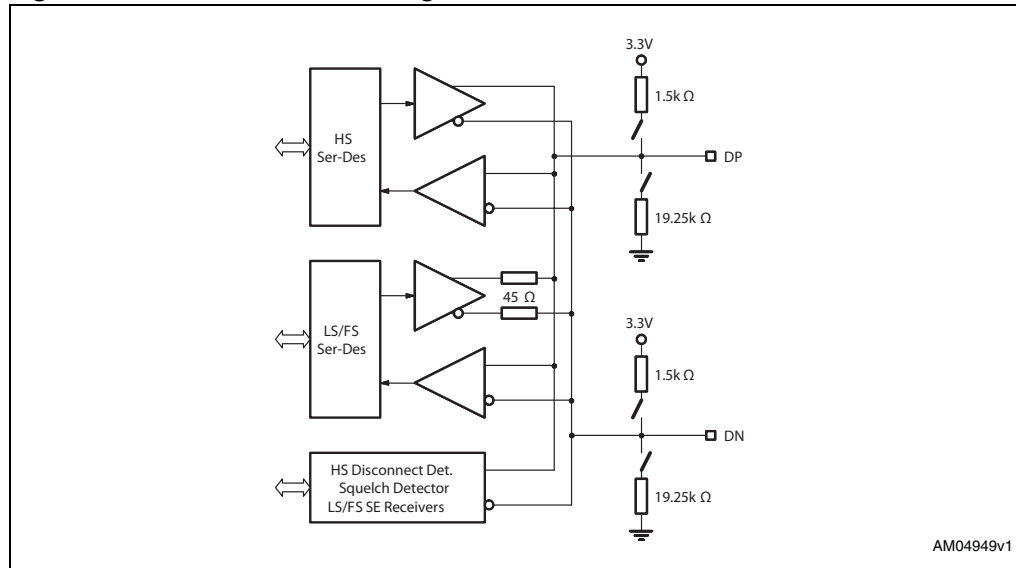 3.3V
1.5k Ω
HS
Ser-Des
DP
19.25k Ω
45 Ω
LS/FS
Ser-Des
3.3V
1.5k Ω
DN
HS Disconnect Det.
Squelch Detector
LS/FS SE Receivers
19.25k Ω
AM04949v1